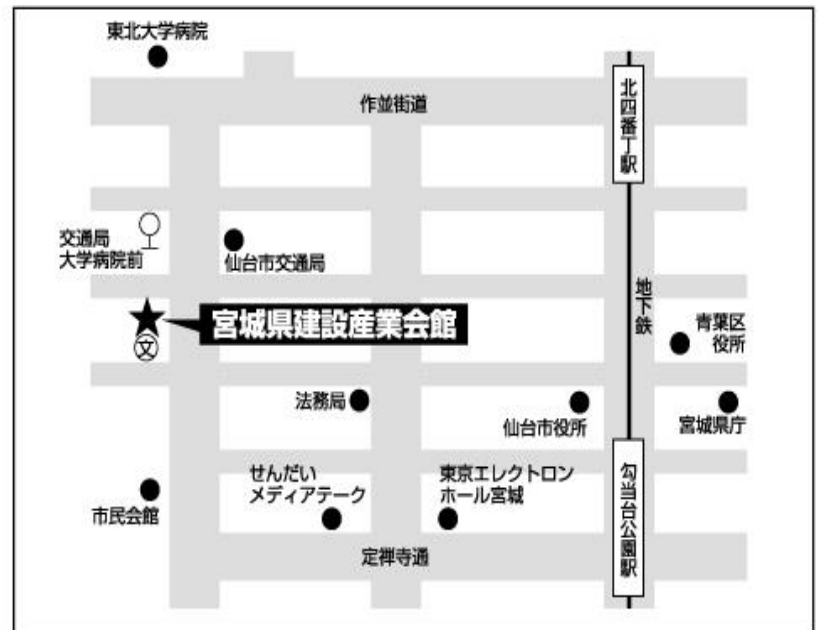 東北大学病院
作並街道
北四番丁駅
交通局
大学病院前
仙台市交通局
地下鉄
宮城県建設産業会館
文
青葉区
役所
法務局
仙台市役所
宮城県庁
せんだい
メディアテーク
東京エレクトロン
ホール宮城
勾当台公園駅
市民会館
定禅寺通